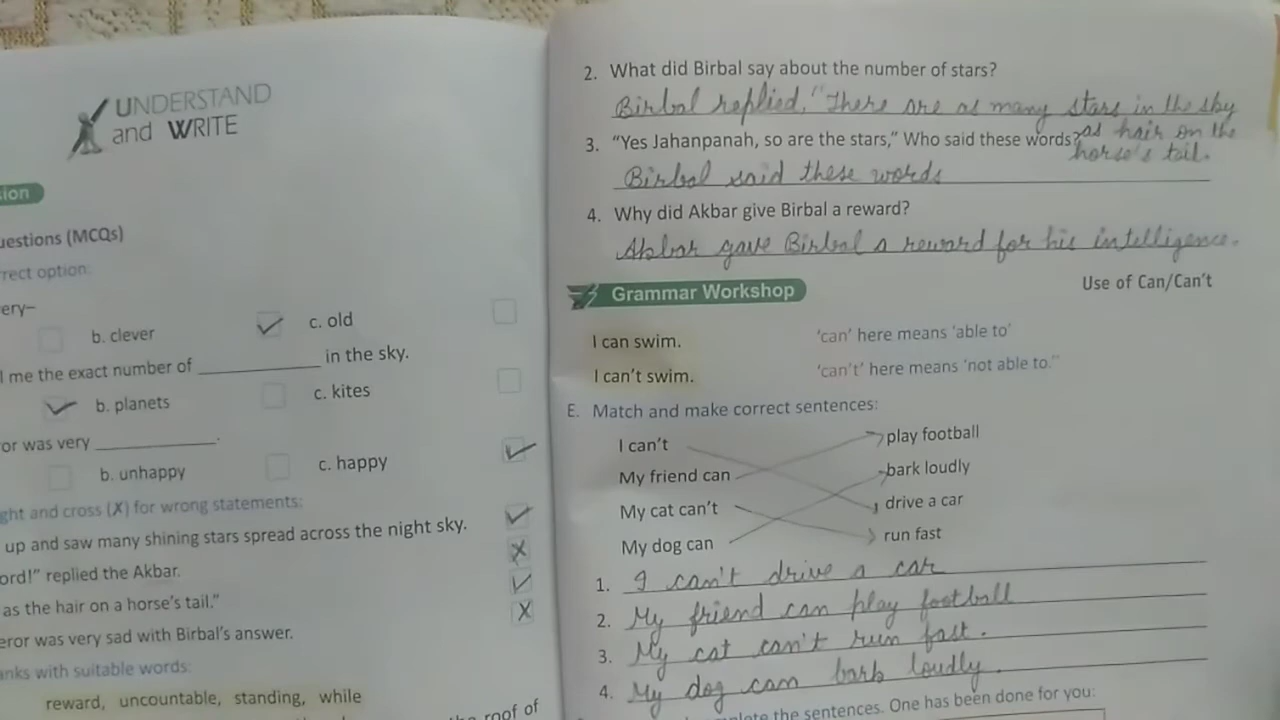 UNDERSTAND
and WRITE
sion
uestions (MCQs)
rrect option:
ery–
b. clever
c. old
l me the exact number of ____________ in the sky.
b. planets
c. kites
or was very ____________.
b. unhappy
c. happy
ght and cross (X) for wrong statements:
up and saw many shining stars spread across the night sky.
ord!" replied the Akbar.
as the hair on a horse's tail."
eror was very sad with Birbal's answer.
anks with suitable words:
reward, uncountable, standing, while
roof of
2. What did Birbal say about the number of stars?
Birbal replied, "There are as many stars in the sky
as hair on the
horse's tail.
3. "Yes Jahanpanah, so are the stars," Who said these words?
Birbal said these words
4. Why did Akbar give Birbal a reward?
Akbar gave Birbal a reward for his intelligence.
Grammar Workshop
Use of Can/Can't
I can swim. 'can' here means 'able to'
I can't swim. 'can't' here means 'not able to."
E. Match and make correct sentences:
I can't play football
My friend can bark loudly
My cat can't drive a car
My dog can run fast
1. I can't drive a car
2. My friend can play football
3. My cat can't run fast.
4. My dog can bark loudly.
the sentences. One has been done for you: